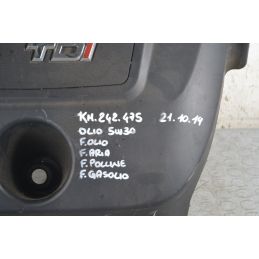 TDI
KM.242.475 21.10.19
OLIO 5W30
F.OLIO
F.ARIA
F.POLLINE
F.GASOLIO